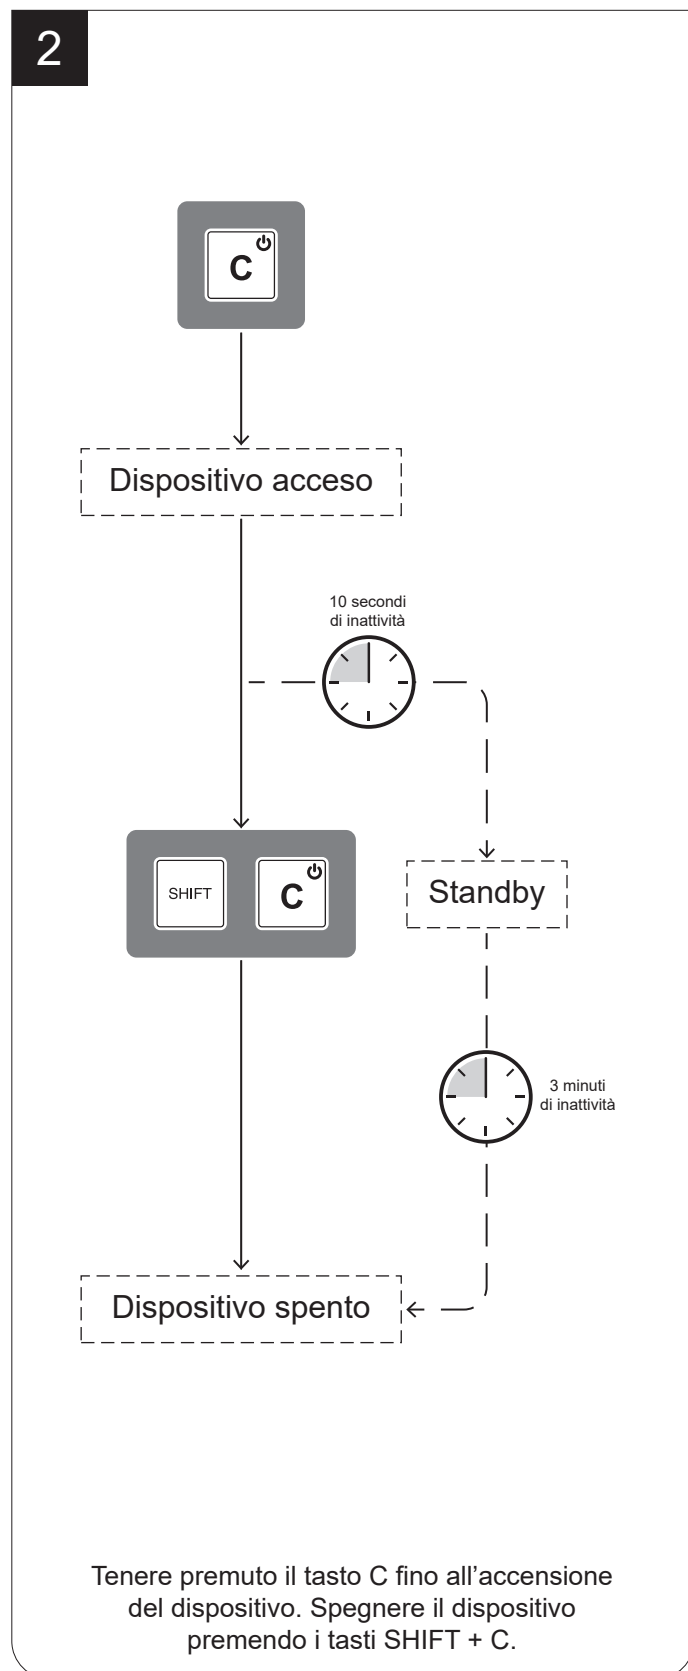 2
C
Dispositivo acceso
10 secondi
di inattività
SHIFT
C
Standby
3 minuti
di inattività
Dispositivo spento
Tenere premuto il tasto C fino all’accensione
del dispositivo. Spegnere il dispositivo
premendo i tasti SHIFT + C.